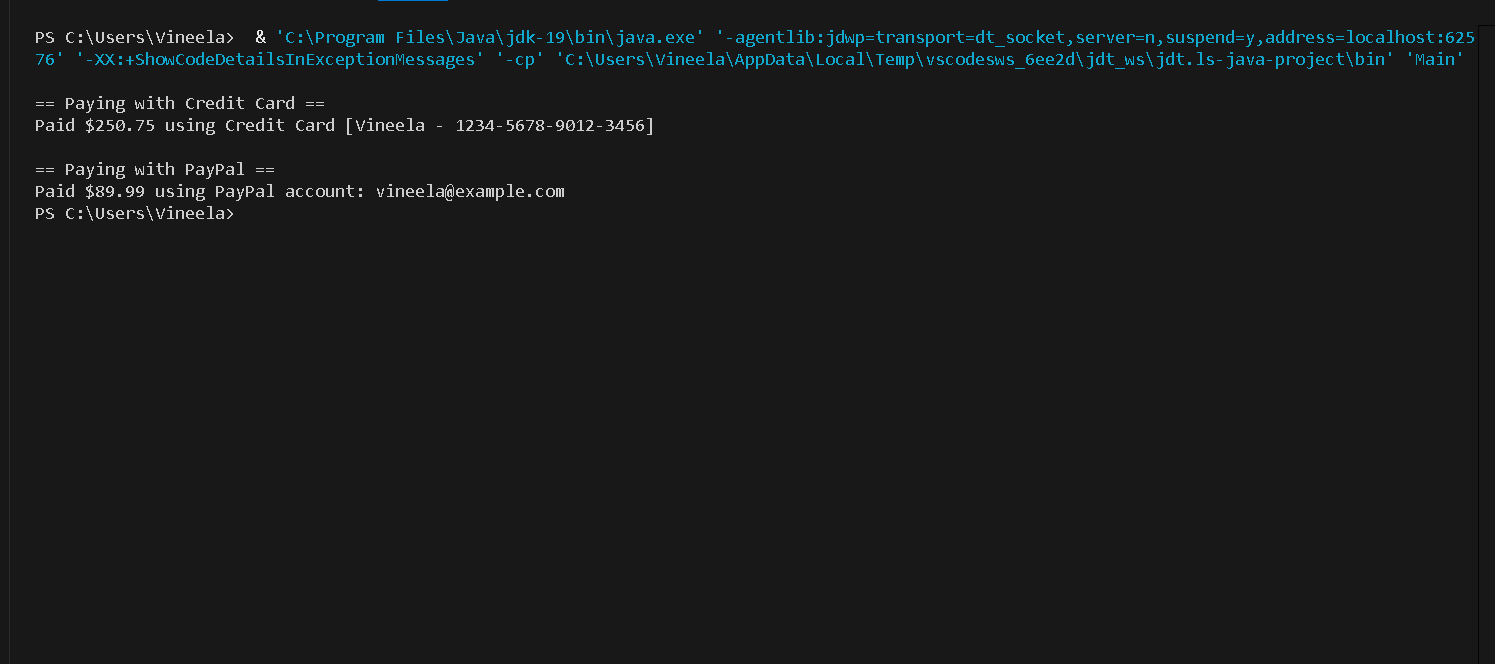 PS C:\Users\Vineela>  & 'C:\Program Files\Java\jdk-19\bin\java.exe' '-agentlib:jdwp=transport=dt_socket,server=n,suspend=y,address=localhost:625
76' '-XX:+ShowCodeDetailsInExceptionMessages' '-cp' 'C:\Users\Vineela\AppData\Local\Temp\vscodesws_6ee2d\jdt_ws\jdt.ls-java-project\bin' 'Main'
== Paying with Credit Card ==
Paid $250.75 using Credit Card [Vineela - 1234-5678-9012-3456]
== Paying with PayPal ==
Paid $89.99 using PayPal account: vineela@example.com
PS C:\Users\Vineela>